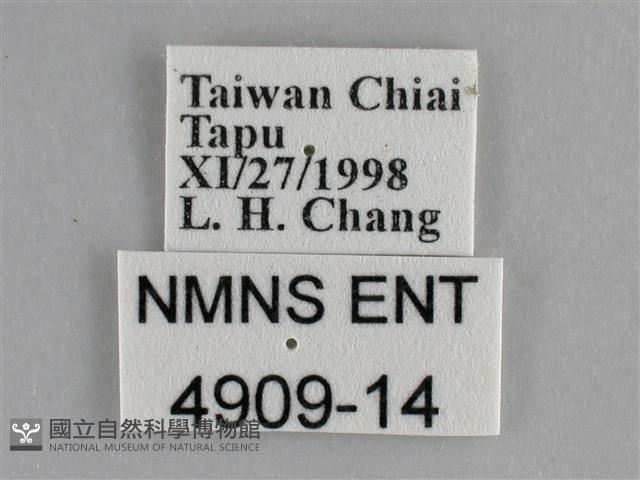 Taiwan Chiai
Tapu
XI/27/1998
L. H. Chang
NMNS ENT
4909-14
國立自然科學博物館
NATIONAL MUSEUM OF NATURAL SCIENCE